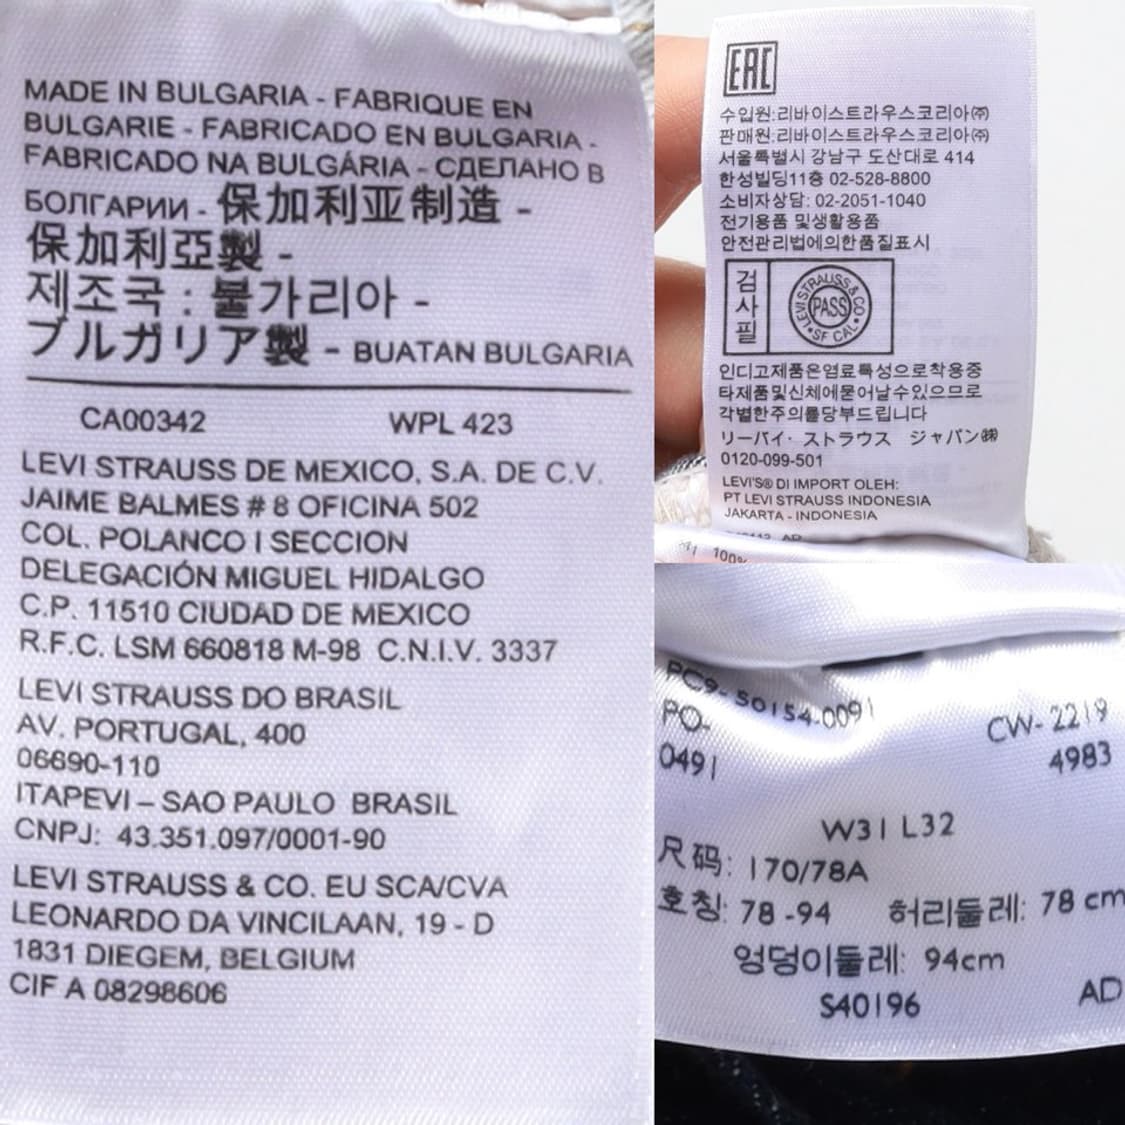 MADE IN BULGARIA - FABRIQUE EN
BULGARIE - FABRICADO EN BULGARIA -
FABRICADO NA BULGÁRIA - СДЕЛАНО В
БОЛГАРИИ - 保加利亚制造 -
保加利亞製 -
제조국 : 불가리아 -
ブルガリア製 - BUATAN BULGARIA
CA00342 WPL 423
LEVI STRAUSS DE MEXICO, S.A. DE C.V.
JAIME BALMES # 8 OFICINA 502
COL. POLANCO I SECCION
DELEGACIÓN MIGUEL HIDALGO
C.P. 11510 CIUDAD DE MEXICO
R.F.C. LSM 660818 M-98 C.N.I.V. 3337
LEVI STRAUSS DO BRASIL
AV. PORTUGAL, 400
06690-110
ITAPEVI – SAO PAULO BRASIL
CNPJ: 43.351.097/0001-90
LEVI STRAUSS & CO. EU SCA/CVA
LEONARDO DA VINCILAAN, 19 - D
1831 DIEGEM, BELGIUM
CIF A 08298606
EAC
수입원:리바이스트라우스코리아㈜
판매원:리바이스트라우스코리아㈜
서울특별시 강남구 도산대로 414
한성빌딩11층 02-528-8800
소비자상담: 02-2051-1040
전기용품 및생활용품
안전관리법에의한품질표시
검사필
LEVI STRAUSS & CO
PASS
SF CAL
인디고제품은염료특성으로착용중
타제품및신체에묻어날수있으므로
각별한주의를당부드립니다
リーバイ・ストラウス ジャパン㈱
0120-099-501
LEVI'S® DI IMPORT OLEH:
PT LEVI STRAUSS INDONESIA
JAKARTA - INDONESIA
100%
PC9- 50154-0091
PO- CW- 2219
0491 4983
W31 L32
尺码: 170/78A
호칭: 78 -94 허리둘레: 78 cm
엉덩이둘레: 94cm
S40196 AD